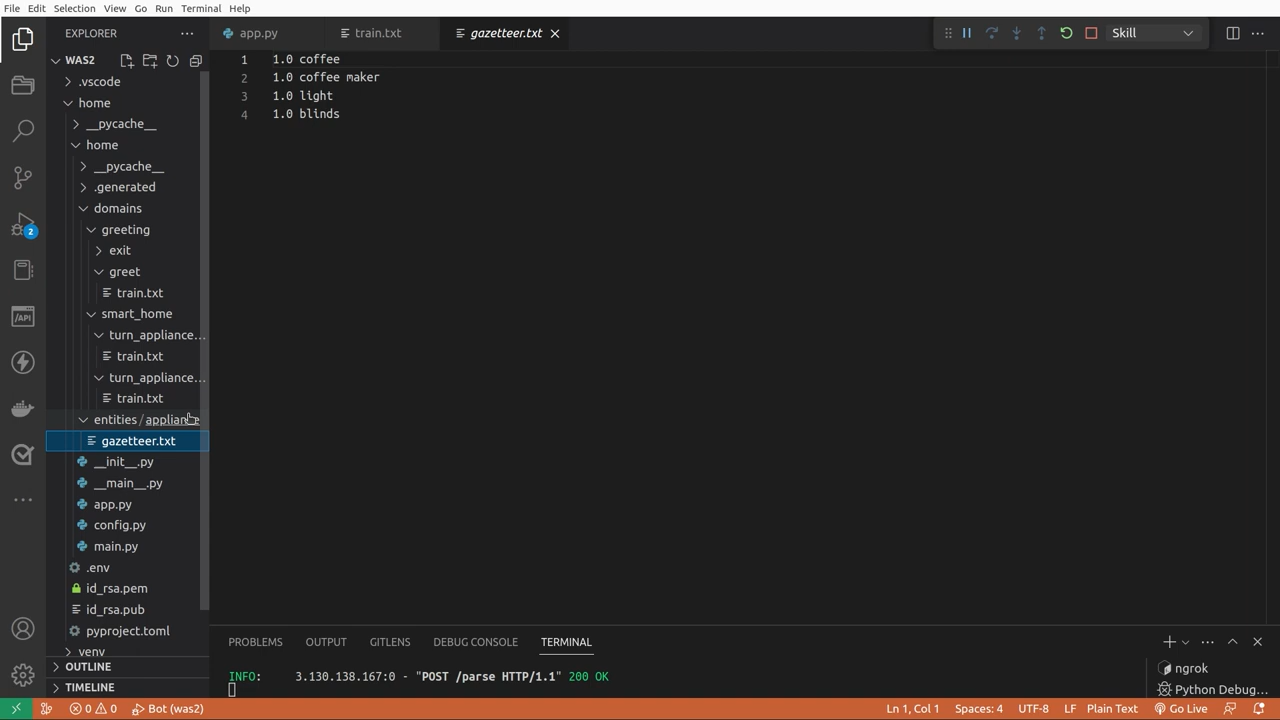 File Edit Selection View Go Run Terminal Help
EXPLORER
WAS2
.vscode
home
__pycache__
home
__pycache__
.generated
domains
greeting
exit
greet
train.txt
smart_home
turn_appliance...
train.txt
turn_appliance...
train.txt
entities / appliance
gazetteer.txt
__init__.py
__main__.py
app.py
config.py
main.py
.env
id_rsa.pem
id_rsa.pub
pyproject.toml
venv
OUTLINE
TIMELINE
2
API
app.py train.txt gazetteer.txt
Skill
1 1.0 coffee
2 1.0 coffee maker
3 1.0 light
4 1.0 blinds
PROBLEMS OUTPUT GITLENS DEBUG CONSOLE TERMINAL
INFO: 3.130.138.167:0 - "POST /parse HTTP/1.1" 200 OK
ngrok
Python Debug...
0 0 Bot (was2) Ln 1, Col 1 Spaces: 4 UTF-8 LF Plain Text Go Live